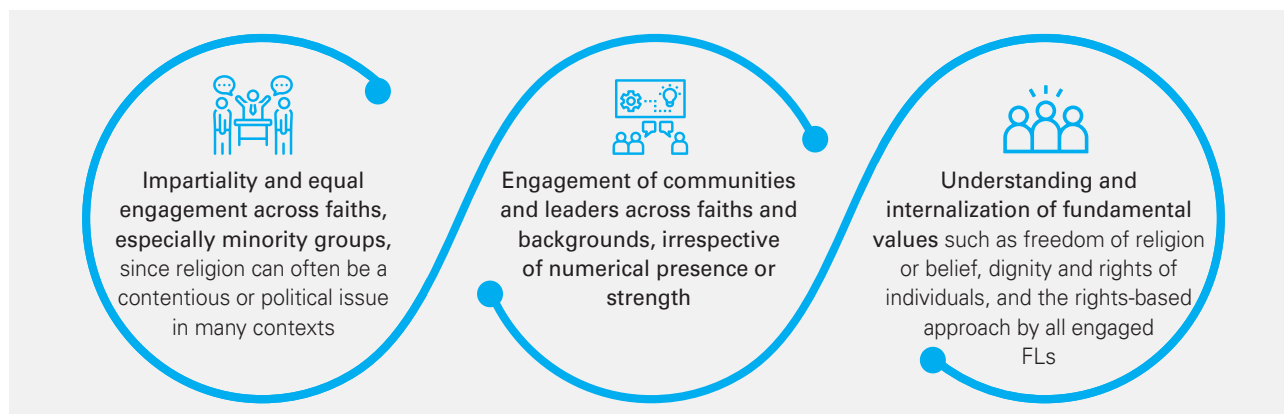 Impartiality and equal
engagement across faiths,
especially minority groups,
since religion can often be a
contentious or political issue
in many contexts
Engagement of communities
and leaders across faiths and
backgrounds, irrespective
of numerical presence or
strength
Understanding and
internalization of fundamental
values such as freedom of religion
or belief, dignity and rights of
individuals, and the rights-based
approach by all engaged
FLs